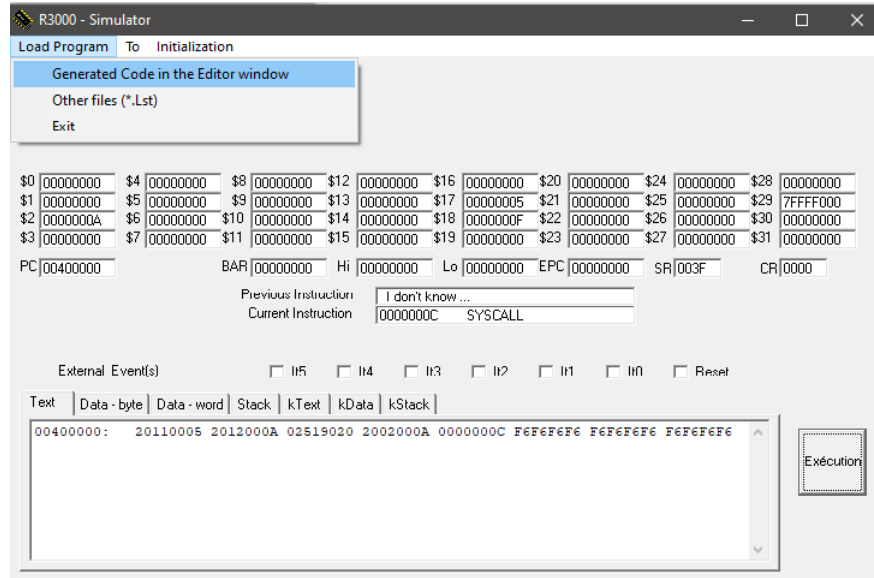 R3000 - Simulator
Load Program To Initialization
Generated Code in the Editor window
Other files (*.Lst)
Exit
$0 00000000 $4 00000000 $8 00000000 $12 00000000 $16 00000000 $20 00000000 $24 00000000 $28 00000000
$1 00000000 $5 00000000 $9 00000000 $13 00000000 $17 00000005 $21 00000000 $25 00000000 $29 7FFFF000
$2 0000000A $6 00000000 $10 00000000 $14 00000000 $18 0000000F $22 00000000 $26 00000000 $30 00000000
$3 00000000 $7 00000000 $11 00000000 $15 00000000 $19 00000000 $23 00000000 $27 00000000 $31 00000000
PC 00400000 BAR 00000000 Hi 00000000 Lo 00000000 EPC 00000000 SR 003F CR 0000
Previous Instruction I don't know ...
Current Instruction 0000000C SYSCALL
External Event(s) It5 It4 It3 It2 It1 It0 Reset
Text Data - byte Data - word Stack kText kData kStack
00400000: 20110005 2012000A 02519020 2002000A 0000000C F6F6F6F6 F6F6F6F6 F6F6F6F6
Exécution